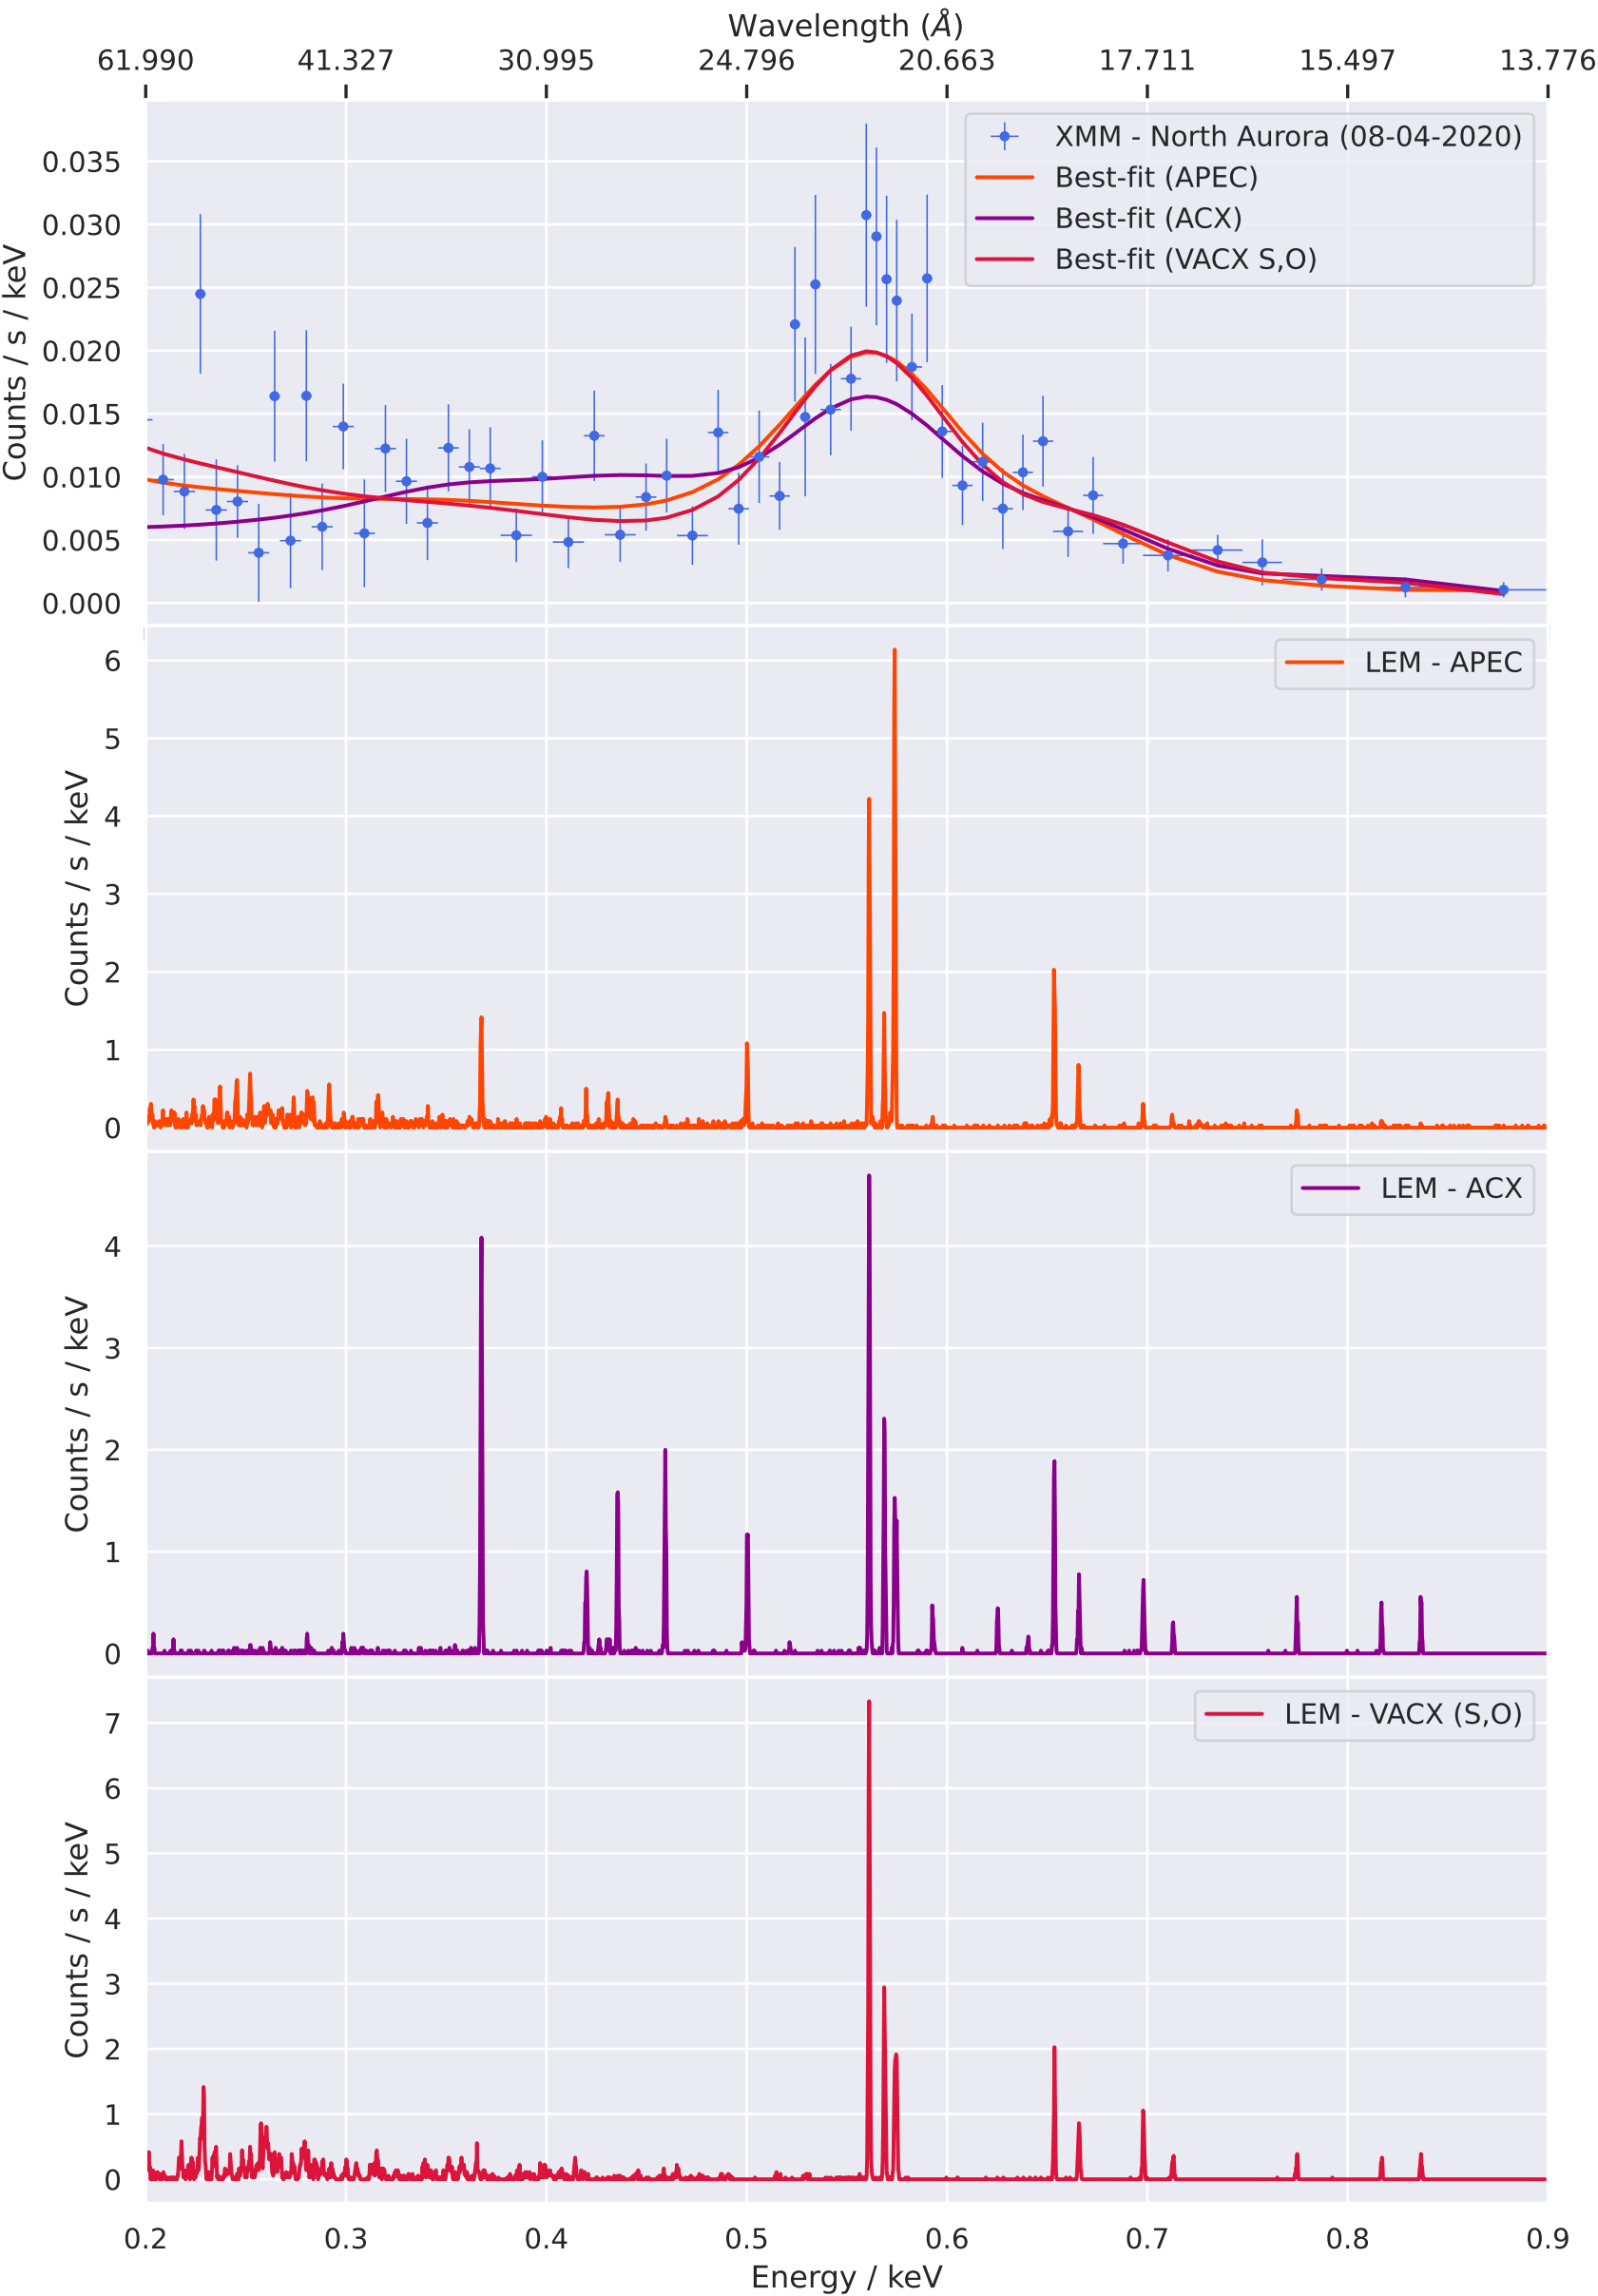 Wavelength (Å)
61.990 41.327 30.995 24.796 20.663 17.711 15.497 13.776
Counts / s / keV
0.035
0.030
0.025
0.020
0.015
0.010
0.005
0.000
XMM - North Aurora (08-04-2020)
Best-fit (APEC)
Best-fit (ACX)
Best-fit (VACX S,O)
Counts / s / keV
6
5
4
3
2
1
0
LEM - APEC
Counts / s / keV
4
3
2
1
0
LEM - ACX
Counts / s / keV
7
6
5
4
3
2
1
0
LEM - VACX (S,O)
0.2 0.3 0.4 0.5 0.6 0.7 0.8 0.9
Energy / keV